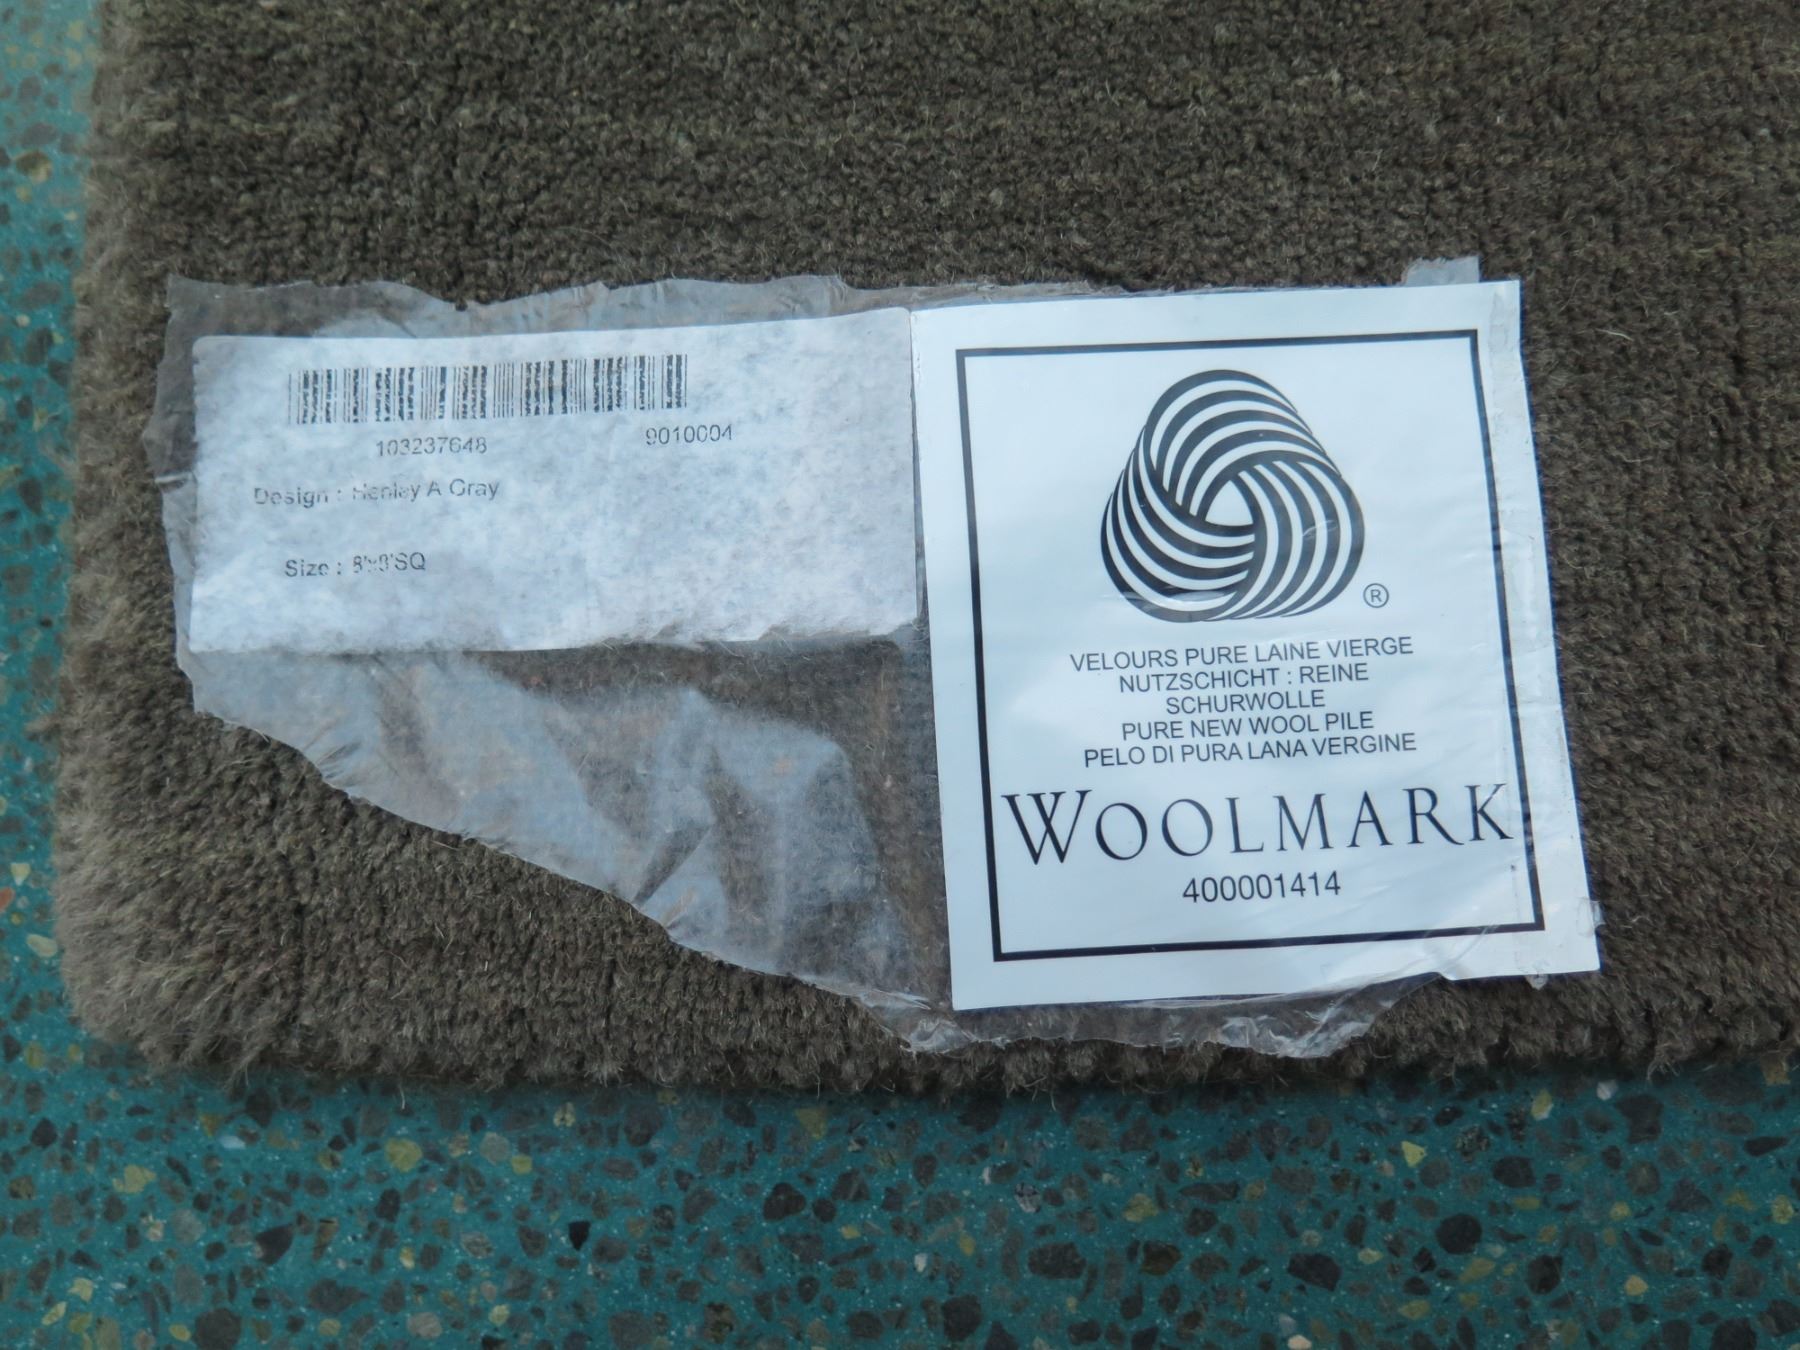 103237648 9010004
Design : Henley A Gray
Size : 8'x8'SQ
®
VELOURS PURE LAINE VIERGE
NUTZSCHICHT : REINE
SCHURWOLLE
PURE NEW WOOL PILE
PELO DI PURA LANA VERGINE
WOOLMARK
400001414